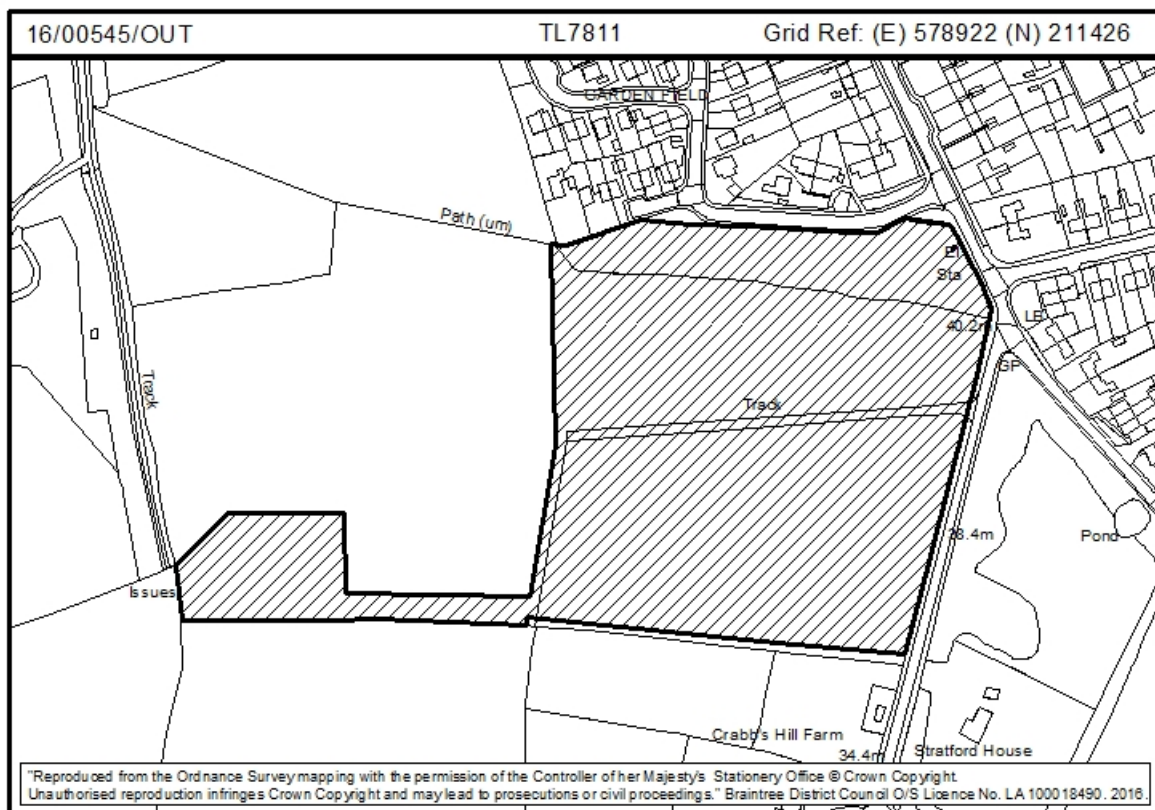 16/00545/OUT TL7811 Grid Ref: (E) 578922 (N) 211426
GARDEN FIELD
Path (um)
El
Sta
40.2m
LB
GP
Track
Track
38.4m
Pond
Issues
Crabb's Hill Farm
34.4m
Stratford House
"Reproduced from the Ordnance Survey mapping with the permission of the Controller of her Majesty's Stationery Office © Crown Copyright.
Unauthorised reproduction infringes Crown Copyright and may lead to prosecutions or civil proceedings." Braintree District Council O/S Licence No. LA 100018490. 2016.